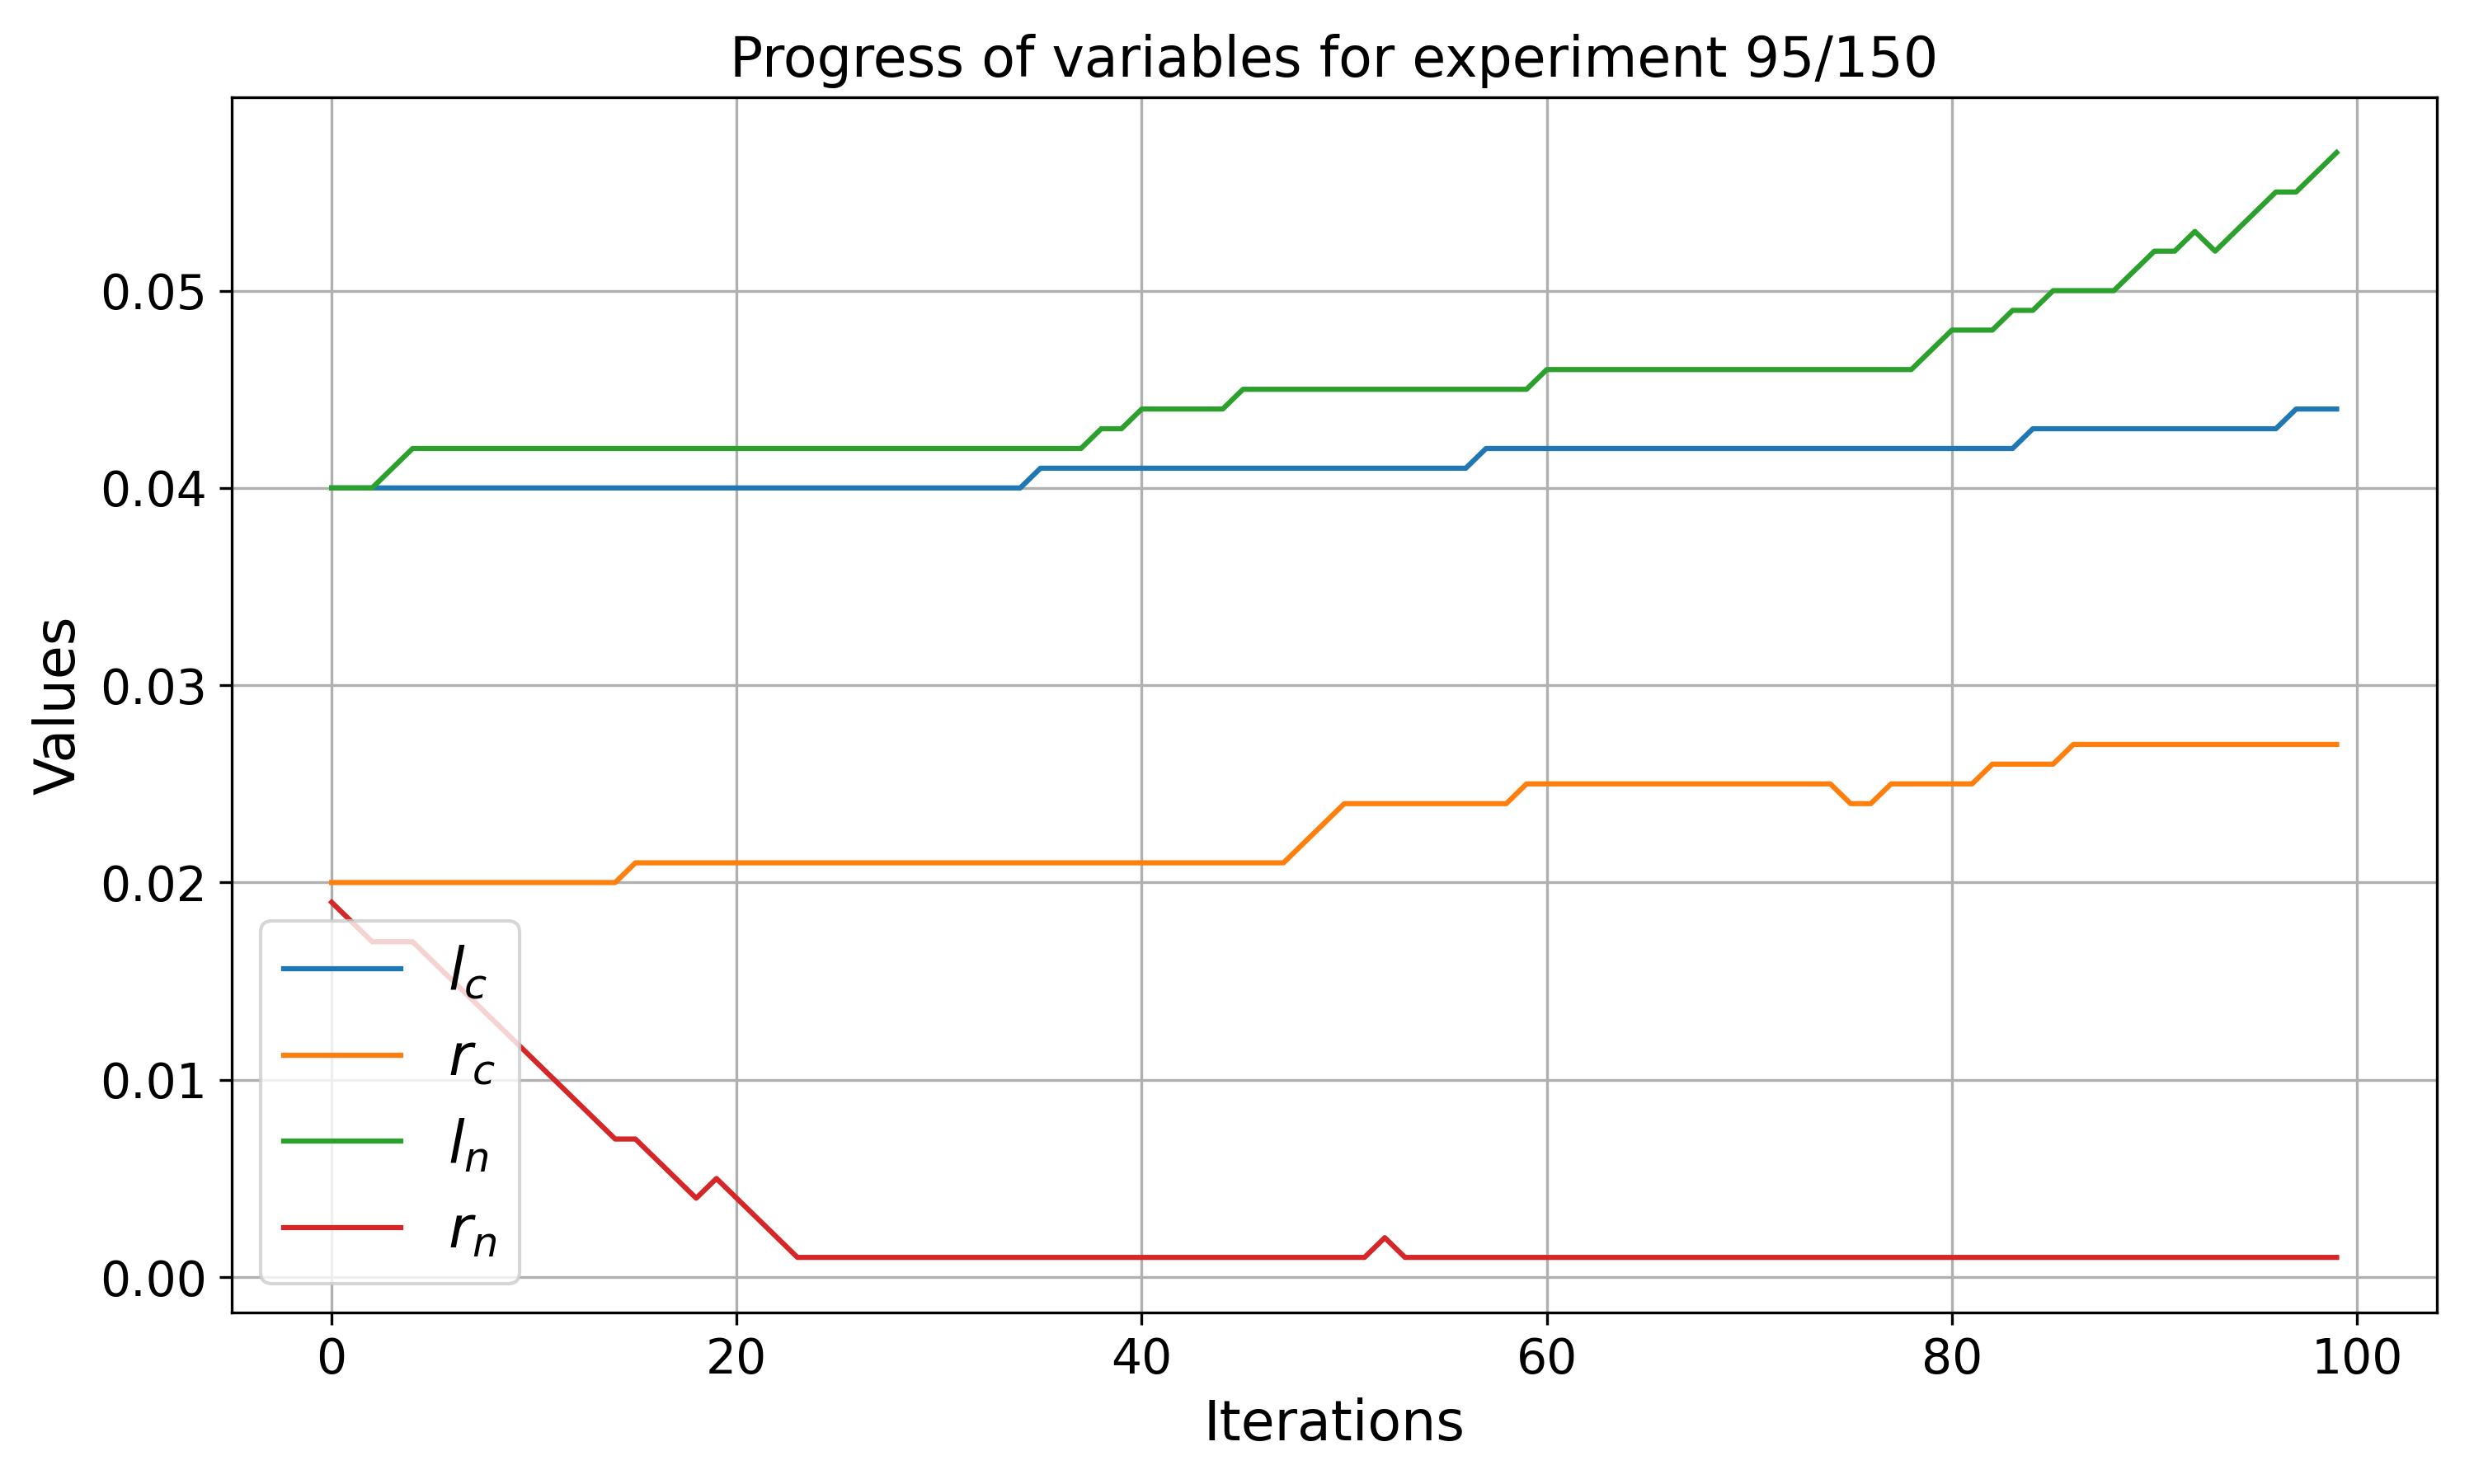 Progress of variables for experiment 95/150
Values
0.05
0.04
0.03
0.02
0.01
0.00
l_c
r_c
l_n
r_n
0 20 40 60 80 100
Iterations